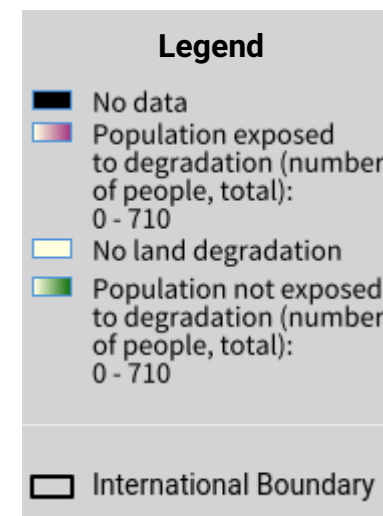 Legend
No data
Population exposed
to degradation (number
of people, total):
0 - 710
No land degradation
Population not exposed
to degradation (number
of people, total):
0 - 710
International Boundary